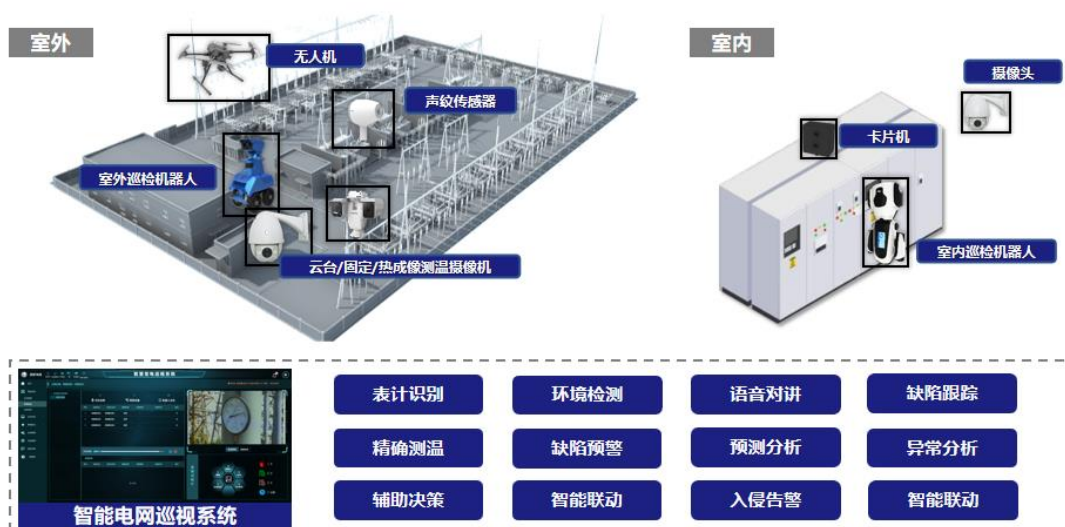 室外
无人机
声纹传感器
室外巡检机器人
云台/固定/热成像测温摄像机
室内
摄像头
卡片机
室内巡检机器人
智能电网巡视系统
表计识别
环境检测
语音对讲
缺陷跟踪
精确测温
缺陷预警
预测分析
异常分析
辅助决策
智能联动
入侵告警
智能联动